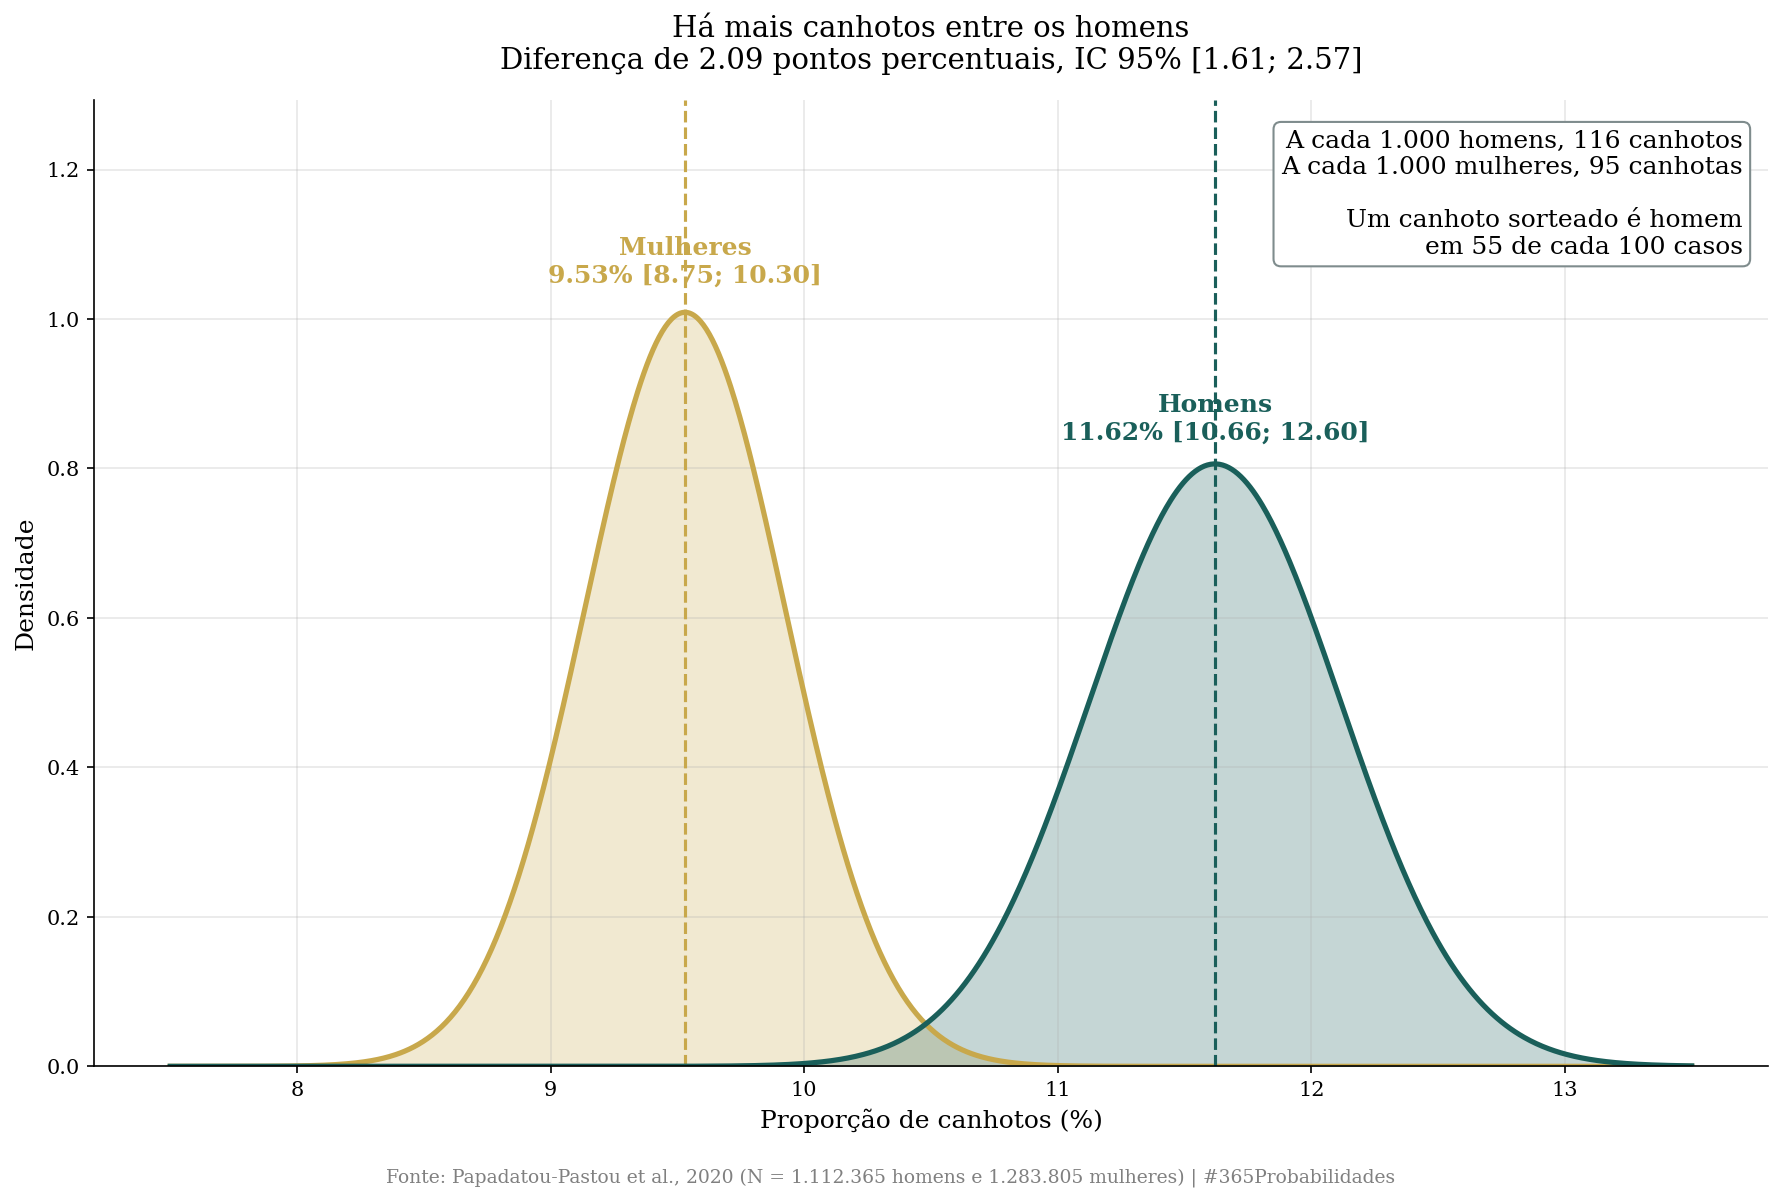 Há mais canhotos entre os homens
Diferença de 2.09 pontos percentuais, IC 95% [1.61; 2.57]
A cada 1.000 homens, 116 canhotos
A cada 1.000 mulheres, 95 canhotas
Um canhoto sorteado é homem
em 55 de cada 100 casos
Mulheres
9.53% [8.75; 10.30]
Homens
11.62% [10.66; 12.60]
Densidade
1.2
1.0
0.8
0.6
0.4
0.2
0.0
8 9 10 11 12 13
Proporção de canhotos (%)
Fonte: Papadatou-Pastou et al., 2020 (N = 1.112.365 homens e 1.283.805 mulheres) | #365Probabilidades